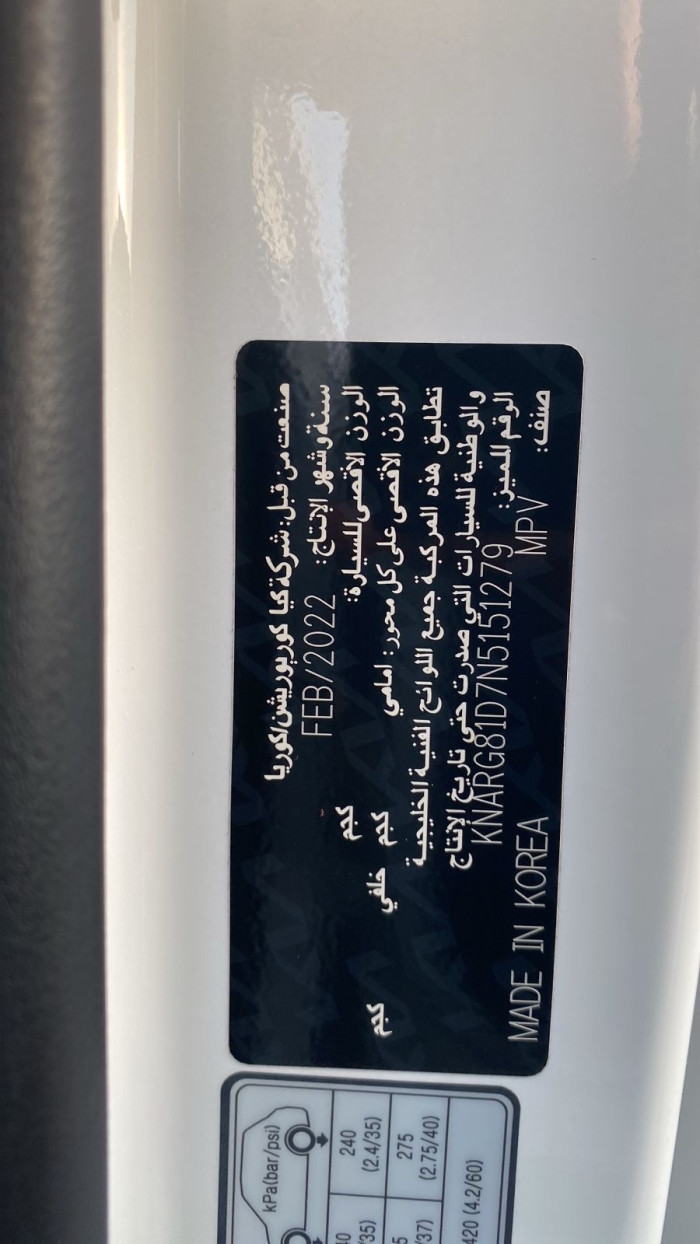 صنعت من قبل: شركة كيا كوربوريشن/كوريا
سنة وشهر الإنتاج: FEB/2022
الوزن الأقصى للسيارة: كجم
الوزن الأقصى على كل محور: امامي كجم خلفي كجم
تطابق هذه المركبة جميع اللوائح الفنية الخليجية
والوطنية للسيارات التي صدرت حتى تاريخ الإنتاج
الرقم المميز: KNARG81D7N5151279
صنف: MPV MADE IN KOREA
kPa(bar/psi)
240
(2.4/35)
275
(2.75/40)
420 (4.2/60)